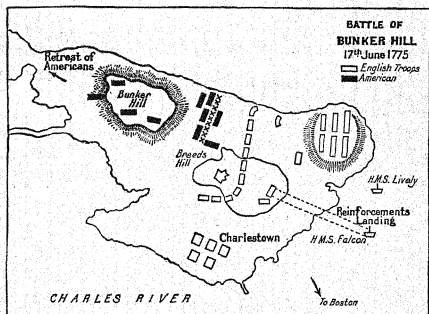 BATTLE OF
BUNKER HILL
17th June 1775
English Troops
American
Retreat of
Americans
Bunker
Hill
Breed's
Hill
H.M.S. Lively
Reinforcements
Landing
H.M.S. Falcon
Charlestown
CHARLES RIVER
To Boston